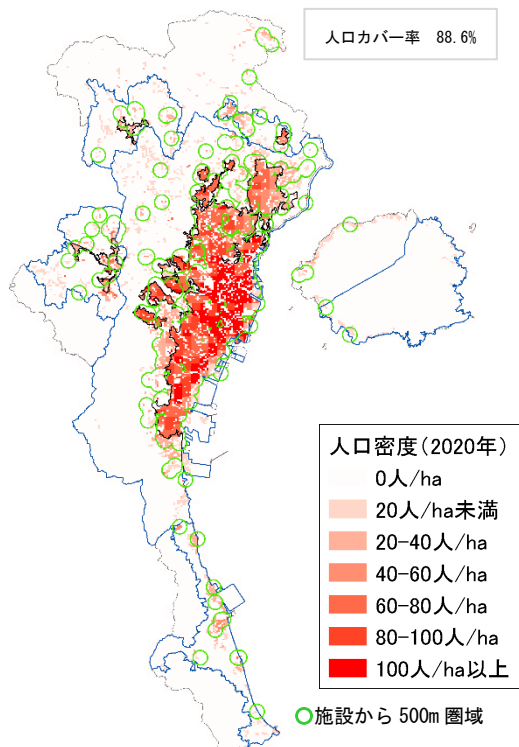 人口カバー率 88.6%
人口密度(2020年)
0人/ha
20人/ha未満
20-40人/ha
40-60人/ha
60-80人/ha
80-100人/ha
100人/ha以上
施設から500m圏域